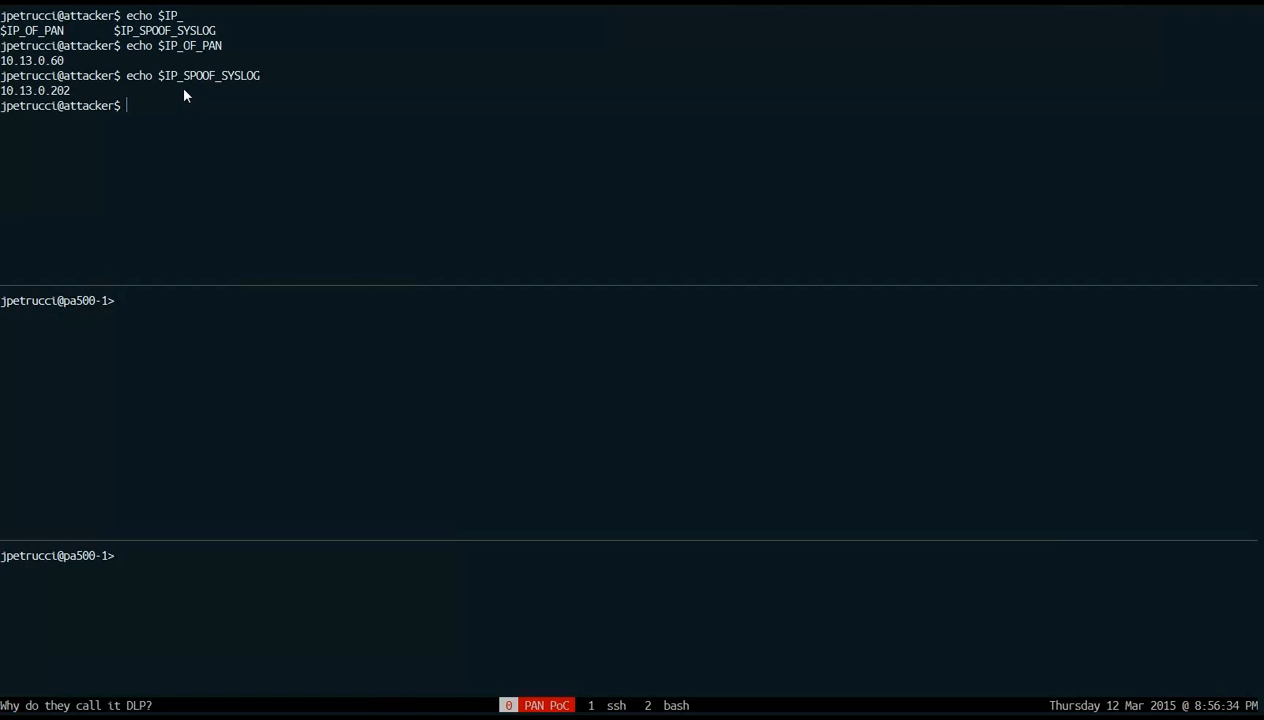 jpetrucci@attacker$ echo $IP_
$IP_OF_PAN $IP_SPOOF_SYSLOG
jpetrucci@attacker$ echo $IP_OF_PAN
10.13.0.60
jpetrucci@attacker$ echo $IP_SPOOF_SYSLOG
10.13.0.202
jpetrucci@attacker$
jpetrucci@pa500-1>
jpetrucci@pa500-1>
Why do they call it DLP? 0 PAN PoC 1 ssh 2 bash Thursday 12 Mar 2015 @ 8:56:34 PM